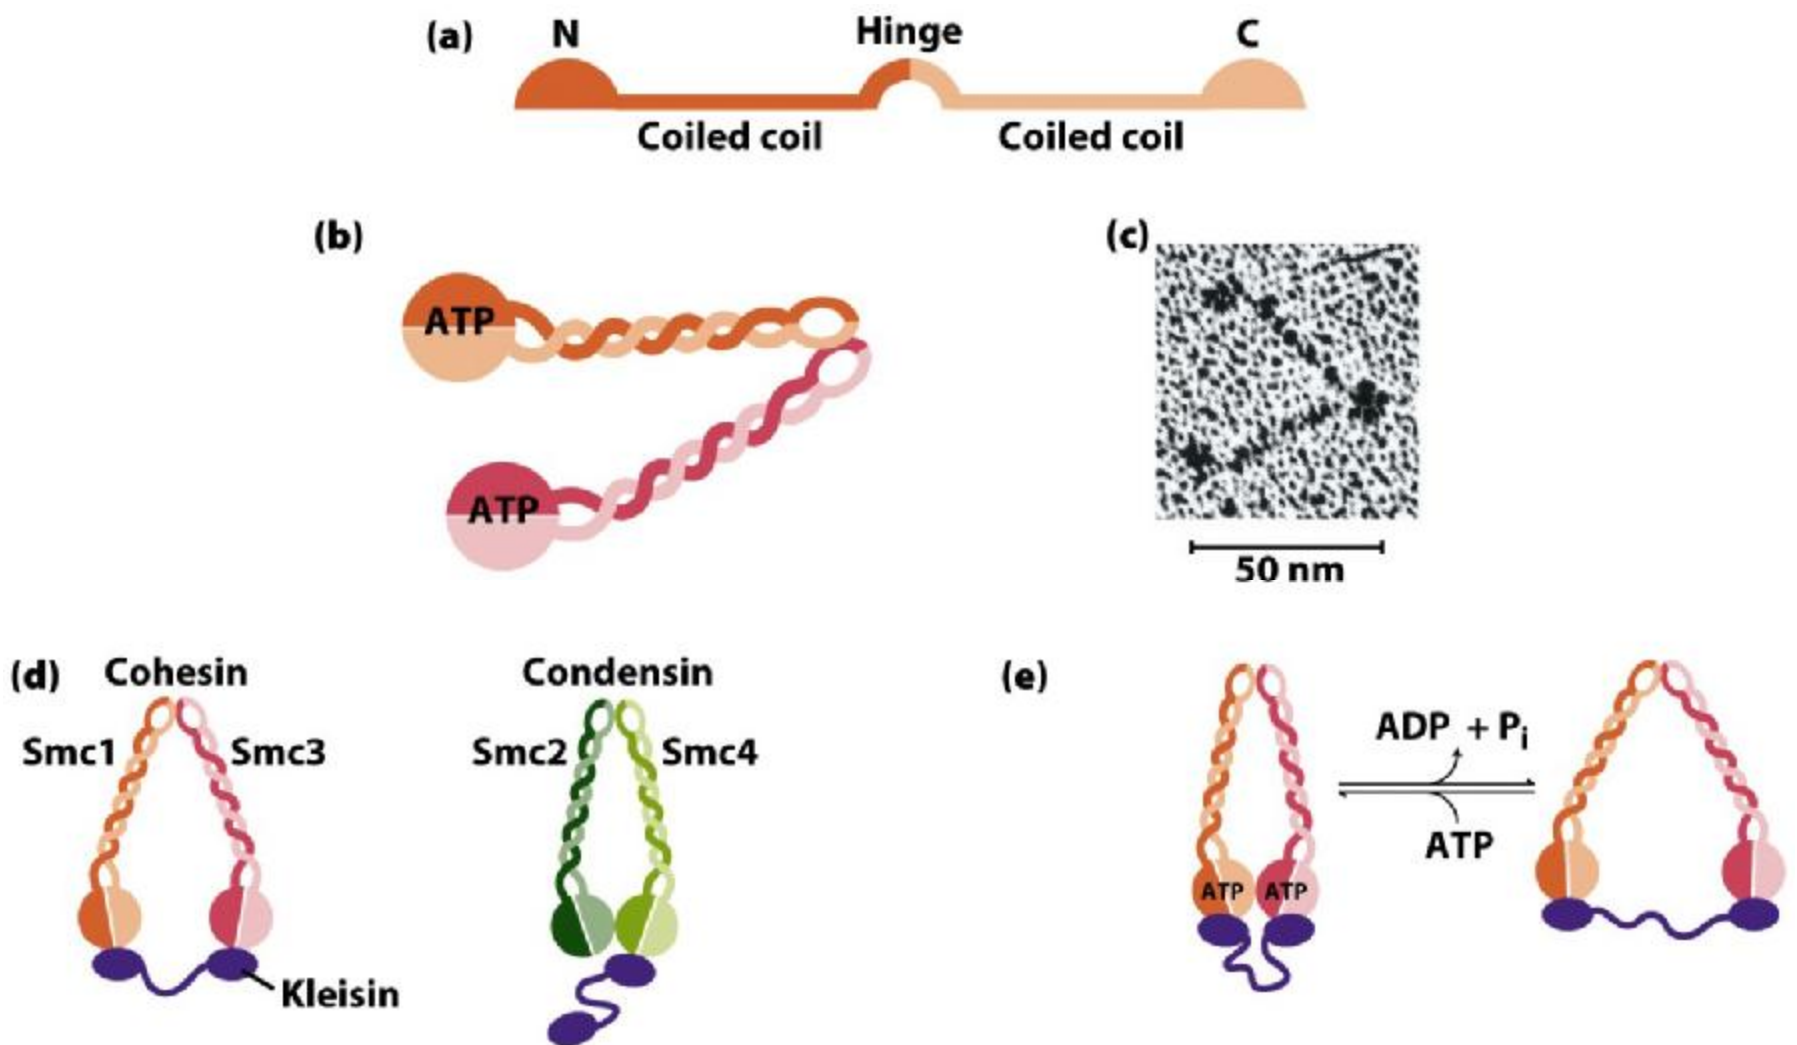 (a) N Hinge C
Coiled coil Coiled coil
(b)
ATP
ATP
(c)
50 nm
(d) Cohesin Condensin
Smc1 Smc3 Smc2 Smc4
Kleisin
(e)
ADP + Pi
ATP
ATP ATP